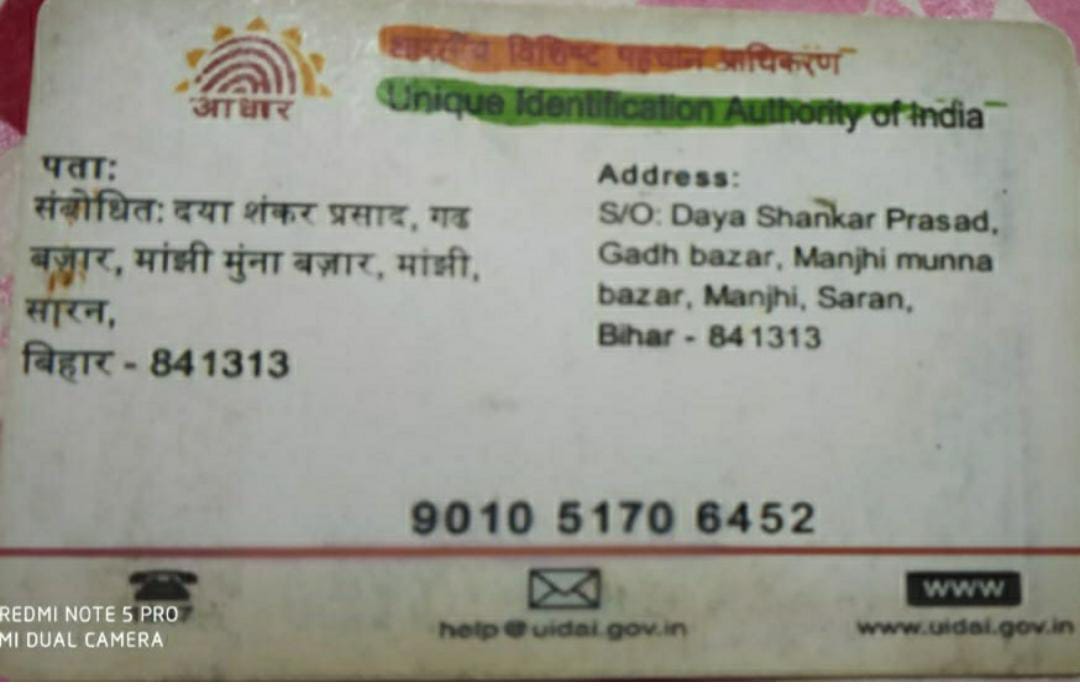 भारतीय विशिष्ट पहचान प्राधिकरण
Unique Identification Authority of India
आधार
पता:
संबोधित: दया शंकर प्रसाद, गढ
बज़ार, मांझी मुंना बज़ार, मांझी,
सारन,
बिहार - 841313
Address:
S/O: Daya Shankar Prasad,
Gadh bazar, Manjhi munna
bazar, Manjhi, Saran,
Bihar - 841313
9010 5170 6452
help@uidai.gov.in
www
www.uidai.gov.in
REDMI NOTE 5 PRO
MI DUAL CAMERA